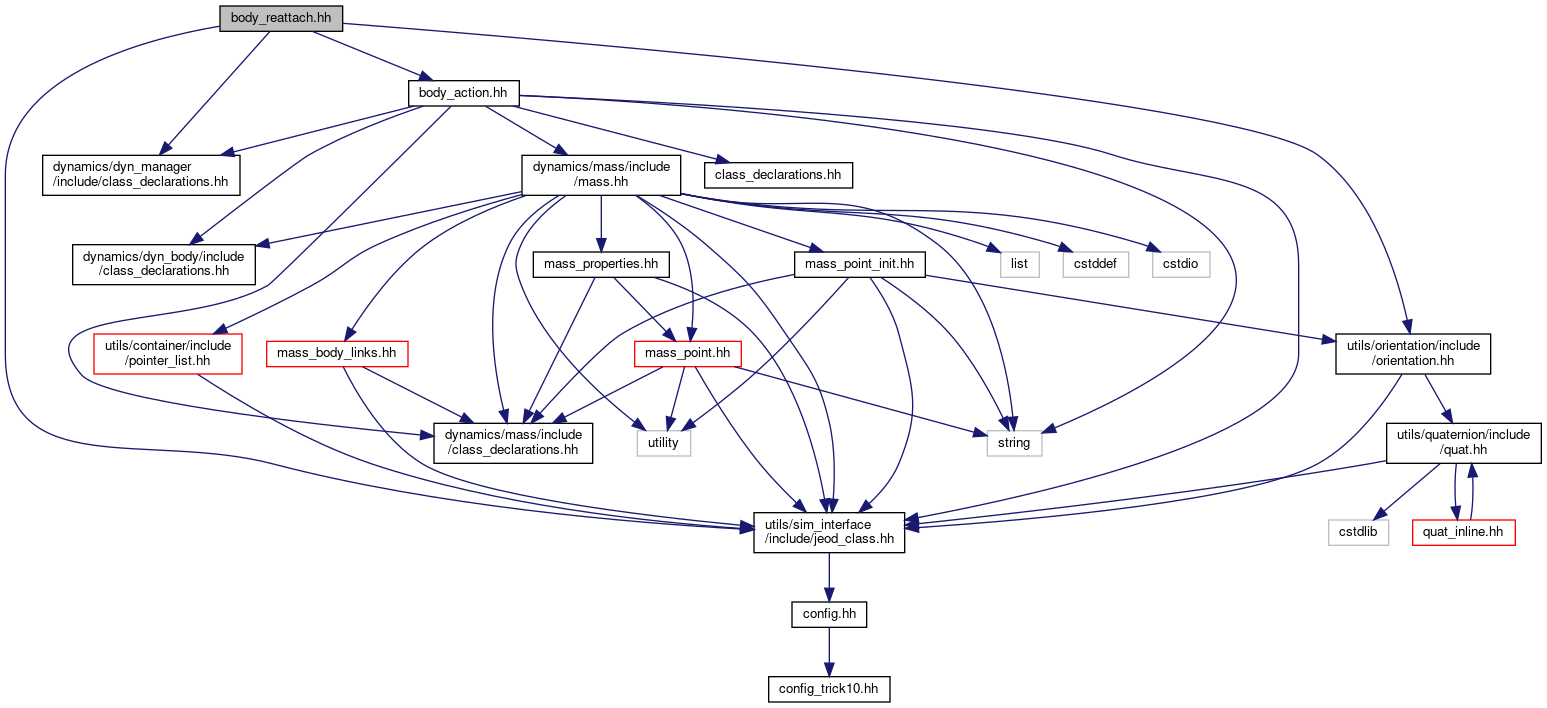 body_reattach.hh
body_action.hh
dynamics/dyn_manager
/include/class_declarations.hh
dynamics/mass/include
/mass.hh
class_declarations.hh
dynamics/dyn_body/include
/class_declarations.hh
mass_properties.hh
mass_point_init.hh
list
cstddef
cstdio
utils/container/include
/pointer_list.hh
mass_body_links.hh
mass_point.hh
utils/orientation/include
/orientation.hh
dynamics/mass/include
/class_declarations.hh
utility
string
utils/quaternion/include
/quat.hh
utils/sim_interface
/include/jeod_class.hh
cstdlib
quat_inline.hh
config.hh
config_trick10.hh